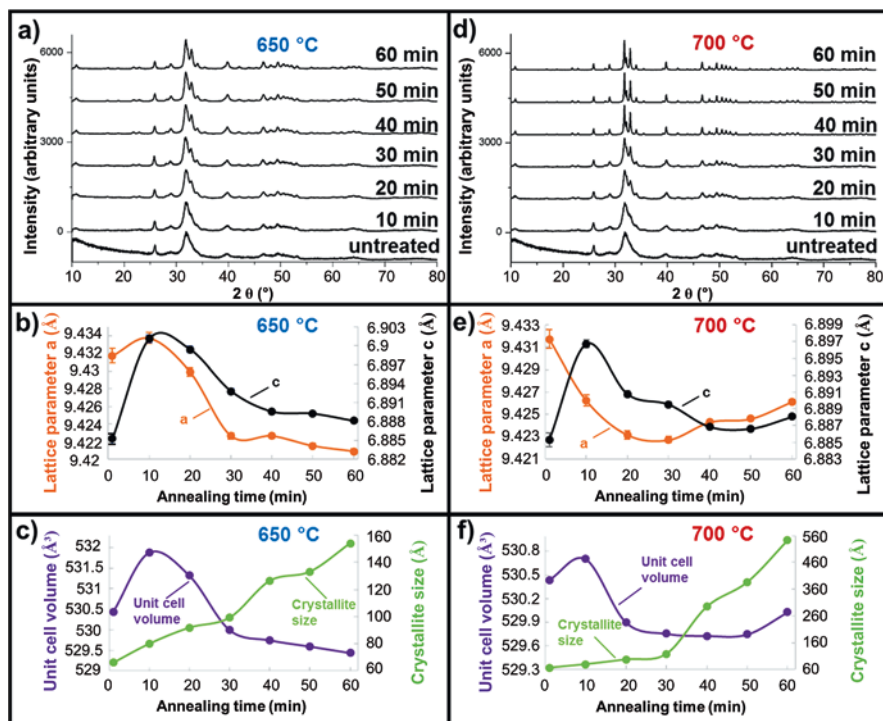 a)
650 °C
Intensity (arbitrary units)
6000
3000
0
60 min
50 min
40 min
30 min
20 min
10 min
untreated
10 20 30 40 50 60 70 80
2 θ (°)
d)
700 °C
Intensity (arbitrary units)
6000
3000
0
60 min
50 min
40 min
30 min
20 min
10 min
untreated
10 20 30 40 50 60 70 80
2 θ (°)
b)
650 °C
Lattice parameter a (Å)
9.434
9.432
9.43
9.428
9.426
9.424
9.422
9.42
c
a
6.903
6.9
6.897
6.894
6.890
6.888
6.885
6.882
Lattice parameter c (Å)
0 10 20 30 40 50 60
Annealing time (min)
e)
700 °C
Lattice parameter a (Å)
9.433
9.431
9.429
9.427
9.425
9.423
9.421
c
a
6.899
6.897
6.895
6.893
6.891
6.889
6.887
6.885
6.883
Lattice parameter c (Å)
0 10 20 30 40 50 60
Annealing time (min)
c)
650 °C
Unit cell volume (Å³)
532
531.5
531
530.5
530
529.5
529
Unit cell
volume
Crystallite
size
160
140
120
100
80
60
Crystallite size (Å)
0 10 20 30 40 50 60
Annealing time (min)
f)
700 °C
Unit cell volume (Å³)
530.8
530.5
530.2
529.9
529.6
529.3
Unit cell
volume
Crystallite
size
560
460
360
260
160
60
Crystallite size (Å)
0 10 20 30 40 50 60
Annealing time (min)